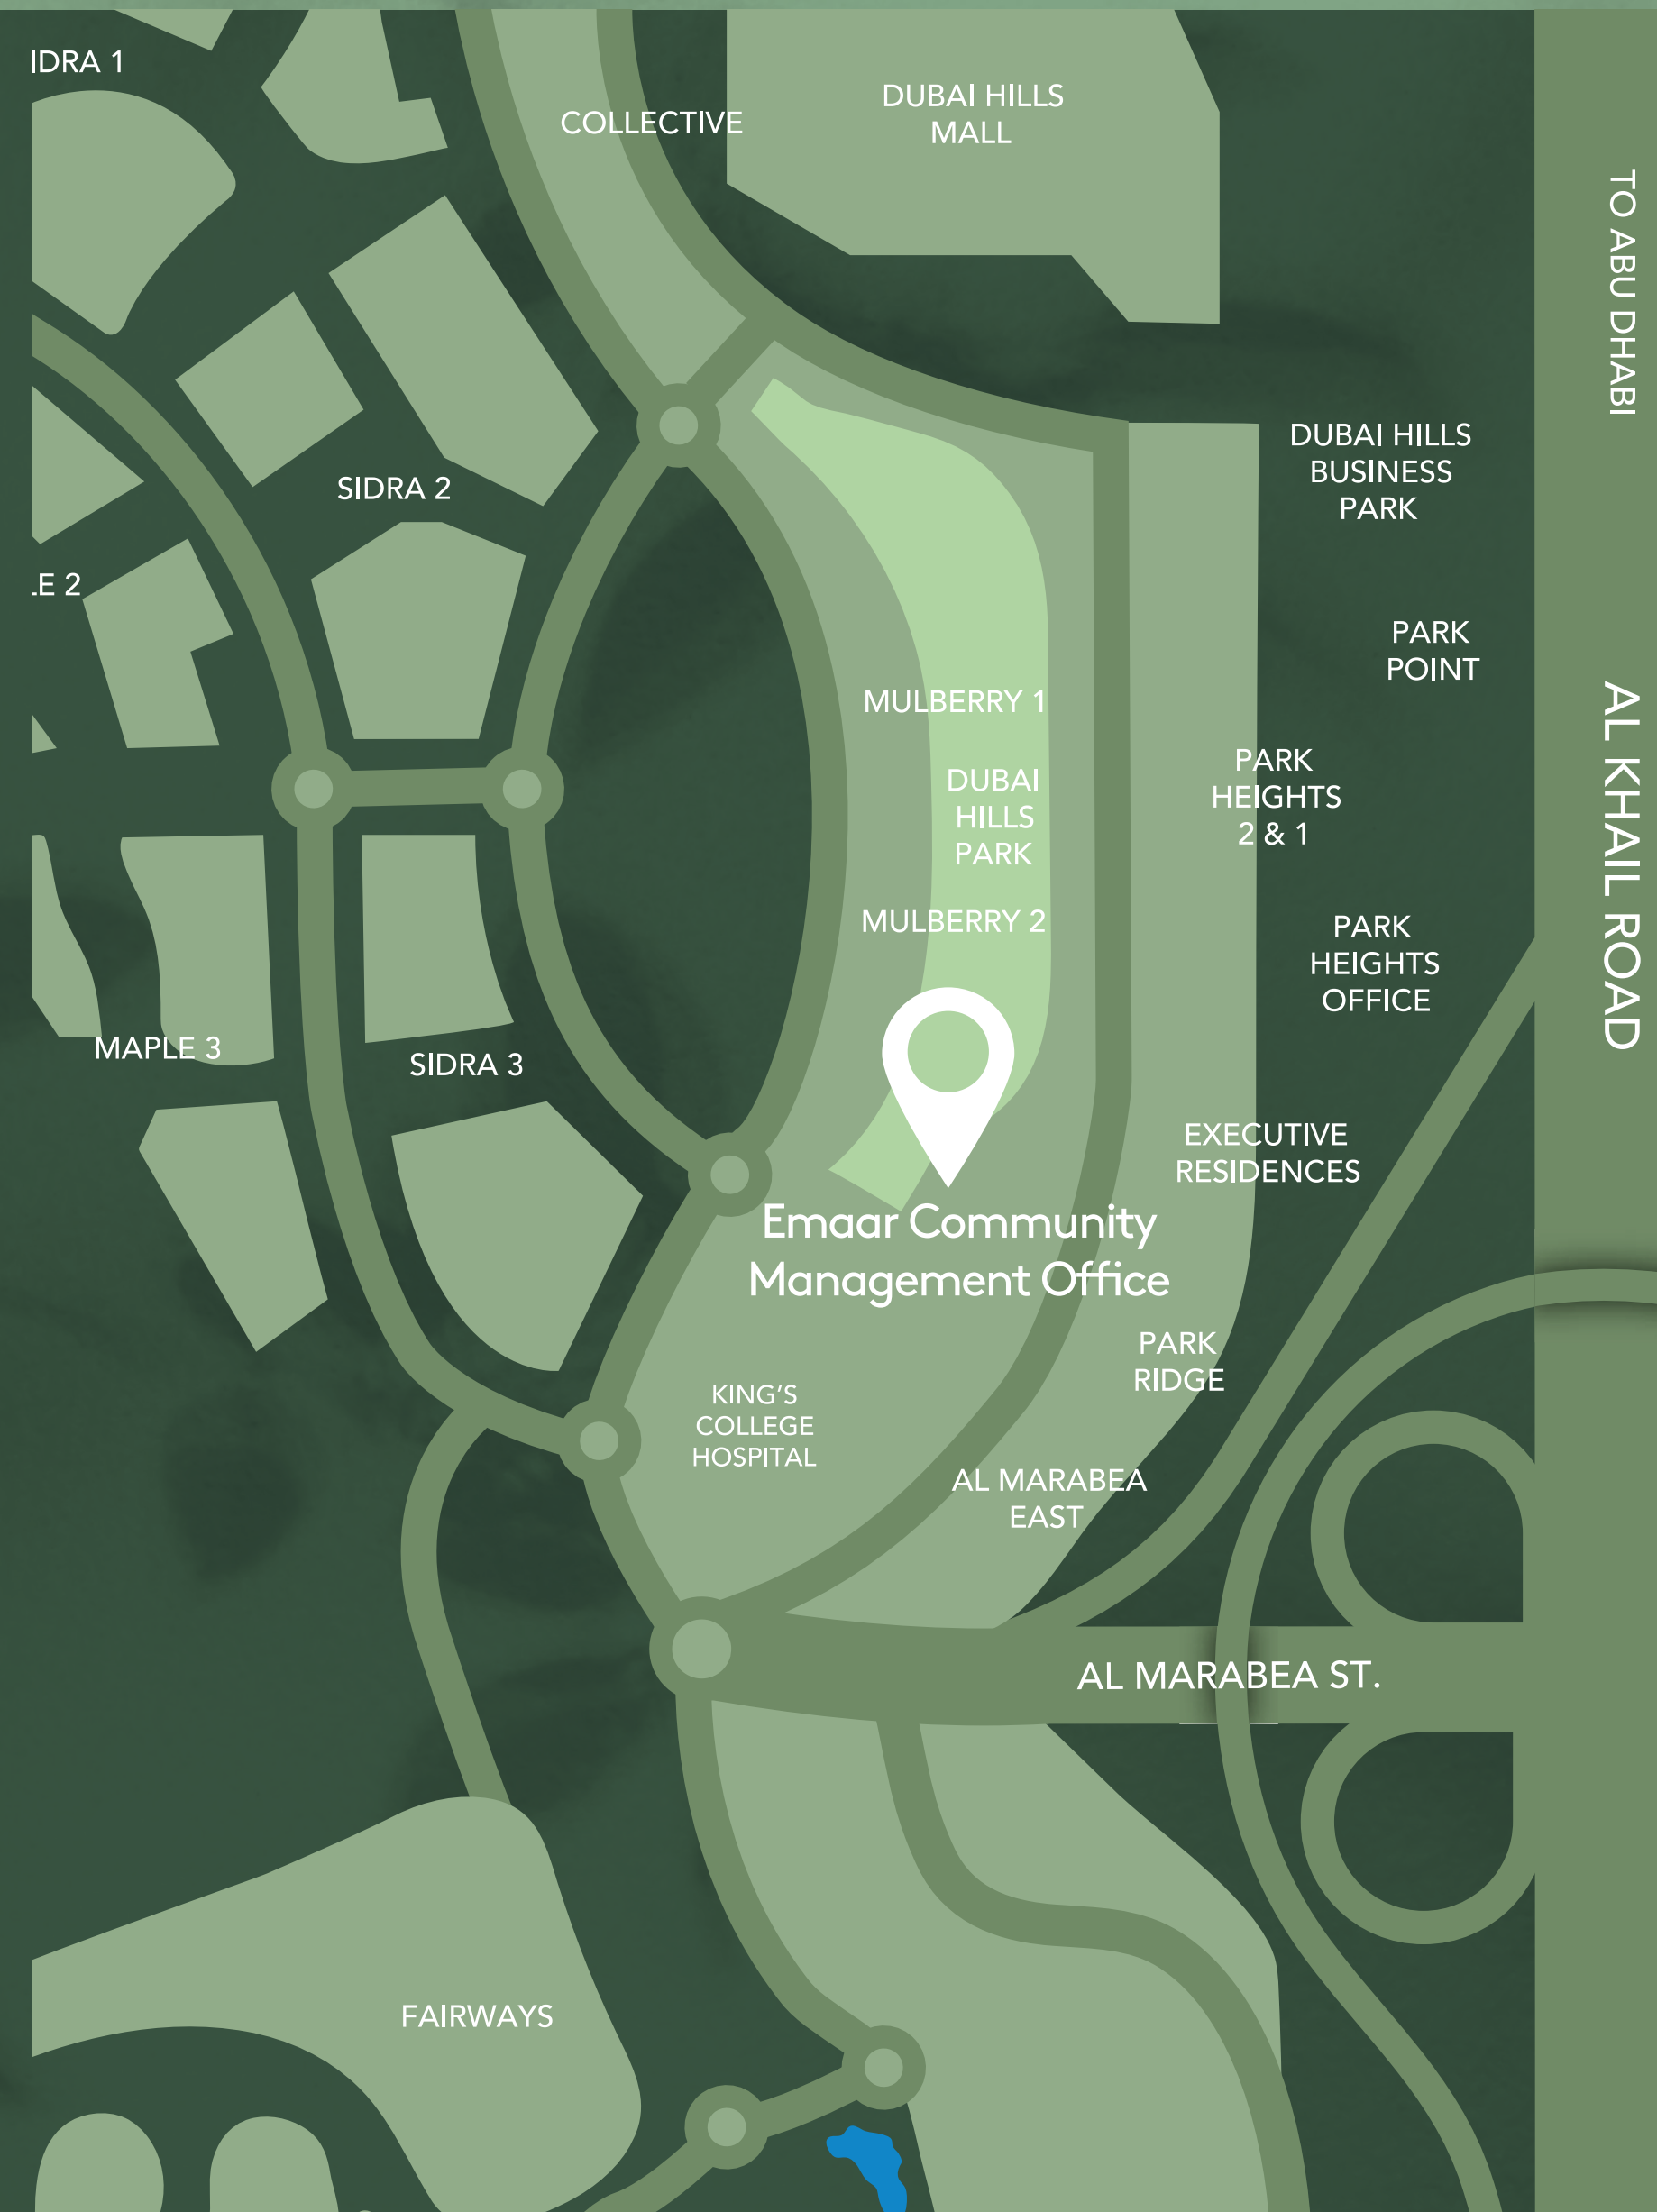 IDRA 1
COLLECTIVE
DUBAI HILLS
MALL
TO ABU DHABI
DUBAI HILLS
BUSINESS
PARK
SIDRA 2
E 2
PARK
POINT
MULBERRY 1
AL KHAIL ROAD
PARK
HEIGHTS
2 & 1
DUBAI
HILLS
PARK
MULBERRY 2
PARK
HEIGHTS
OFFICE
MAPLE 3
SIDRA 3
EXECUTIVE
RESIDENCES
Emaar Community
Management Office
PARK
RIDGE
KING'S
COLLEGE
HOSPITAL
AL MARABEA
EAST
AL MARABEA ST.
FAIRWAYS